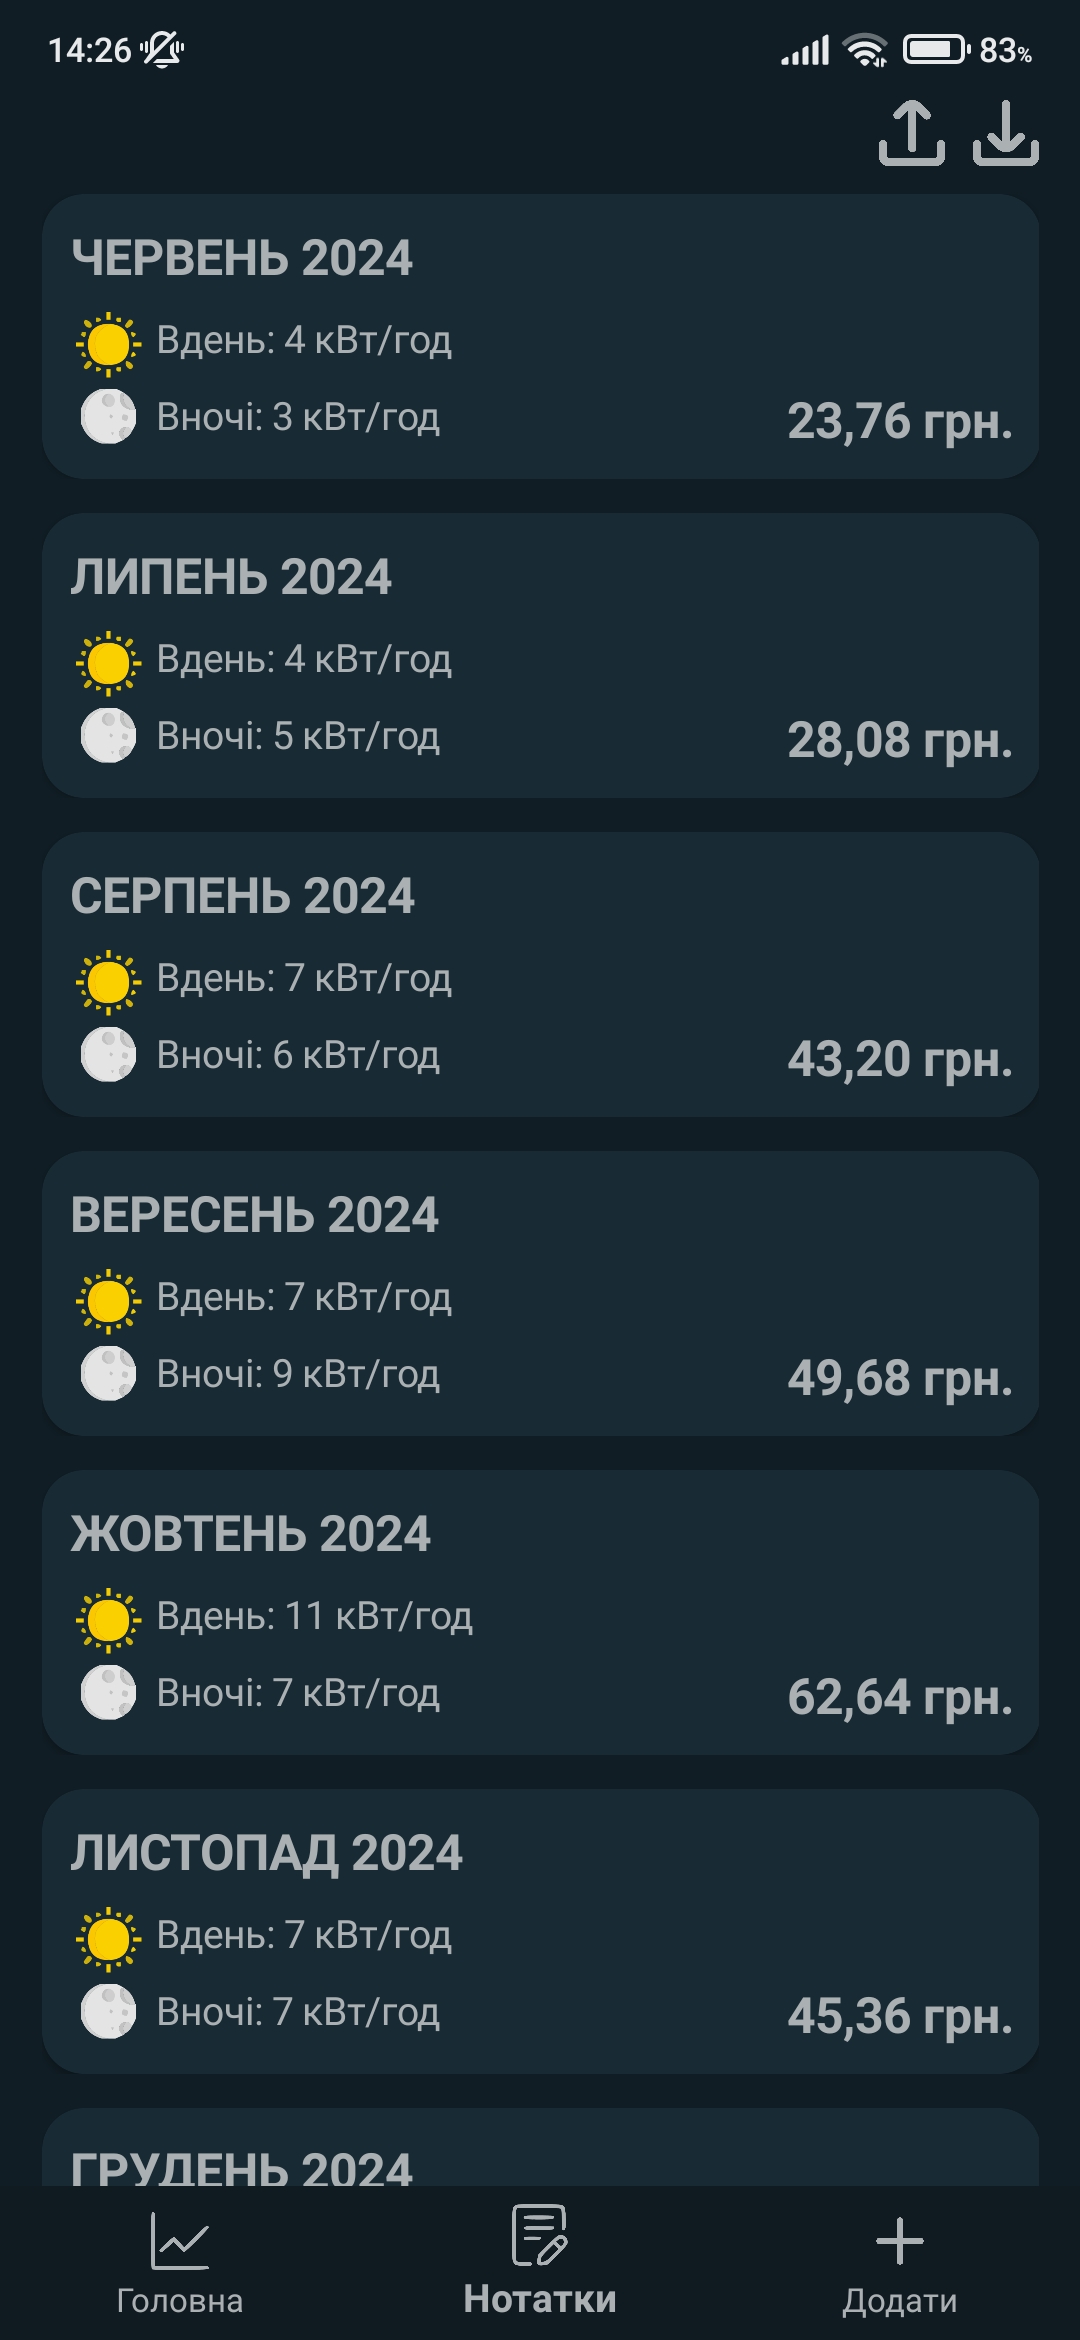 14:26 83%
ЧЕРВЕНЬ 2024
Вдень: 4 кВт/год
Вночі: 3 кВт/год
23,76 грн.
ЛИПЕНЬ 2024
Вдень: 4 кВт/год
Вночі: 5 кВт/год
28,08 грн.
СЕРПЕНЬ 2024
Вдень: 7 кВт/год
Вночі: 6 кВт/год
43,20 грн.
ВЕРЕСЕНЬ 2024
Вдень: 7 кВт/год
Вночі: 9 кВт/год
49,68 грн.
ЖОВТЕНЬ 2024
Вдень: 11 кВт/год
Вночі: 7 кВт/год
62,64 грн.
ЛИСТОПАД 2024
Вдень: 7 кВт/год
Вночі: 7 кВт/год
45,36 грн.
ГРУДЕНЬ 2024
Головна Нотатки Додати